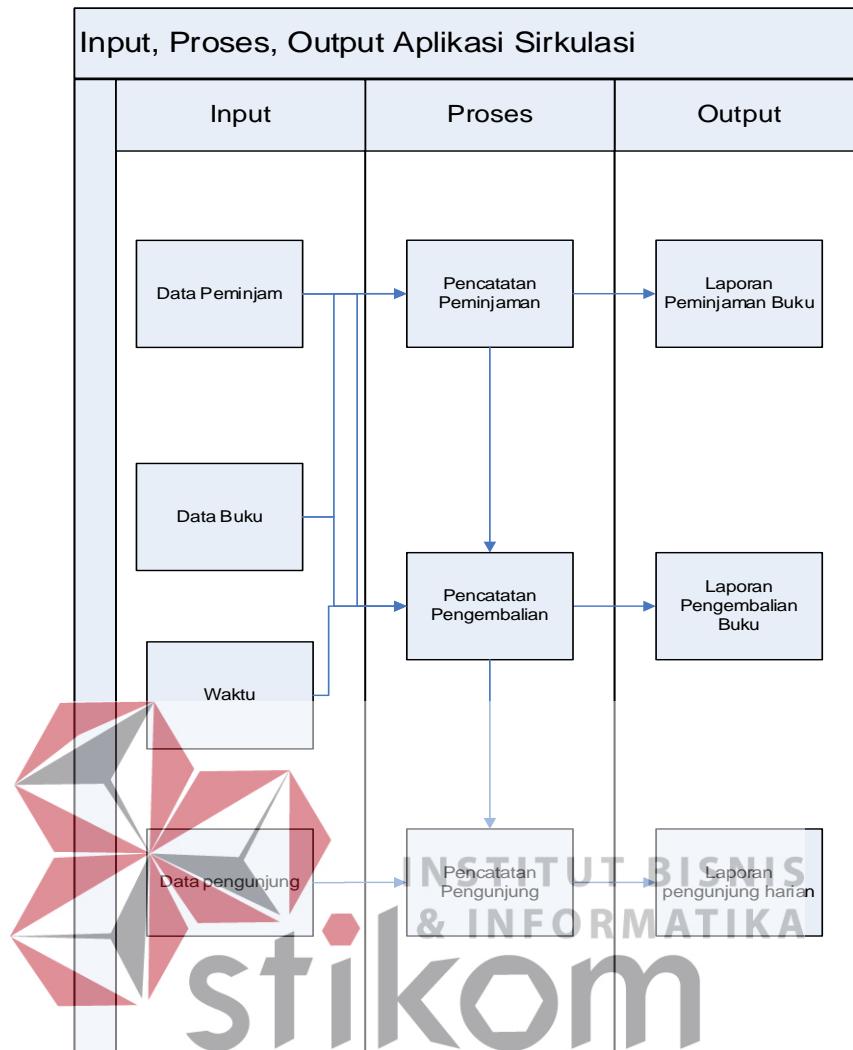 Input, Proses, Output Aplikasi Sirkulasi
Input
Proses
Output
Data Peminjam
Pencatatan
Peminjaman
Laporan
Peminjaman Buku
Data Buku
Pencatatan
Pengembalian
Laporan
Pengembalian
Buku
Waktu
Data pengunjung
Pencatatan
Pengunjung
Laporan
pengunjung harian
INSTITUT BISNIS
& INFORMATIKA
stikom